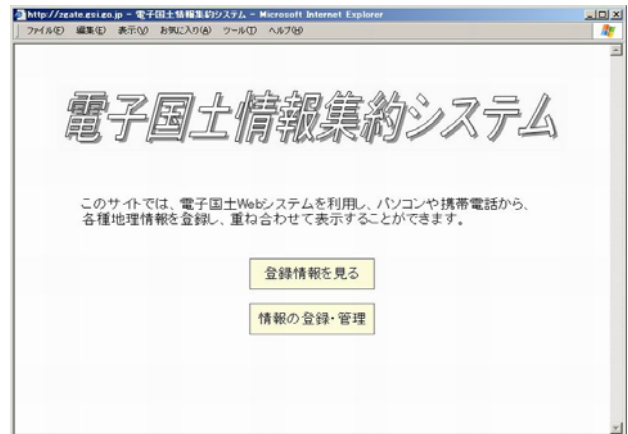 http://zgate.gsi.go.jp - 電子国土情報集約システム - Microsoft Internet Explorer
ファイル(F) 編集(E) 表示(V) お気に入り(A) ツール(T) ヘルプ(H)
電子国土情報集約システム
このサイトでは、電子国土Webシステムを利用し、パソコンや携帯電話から、
各種地理情報を登録し、重ね合わせて表示することができます。
登録情報を見る
情報の登録・管理